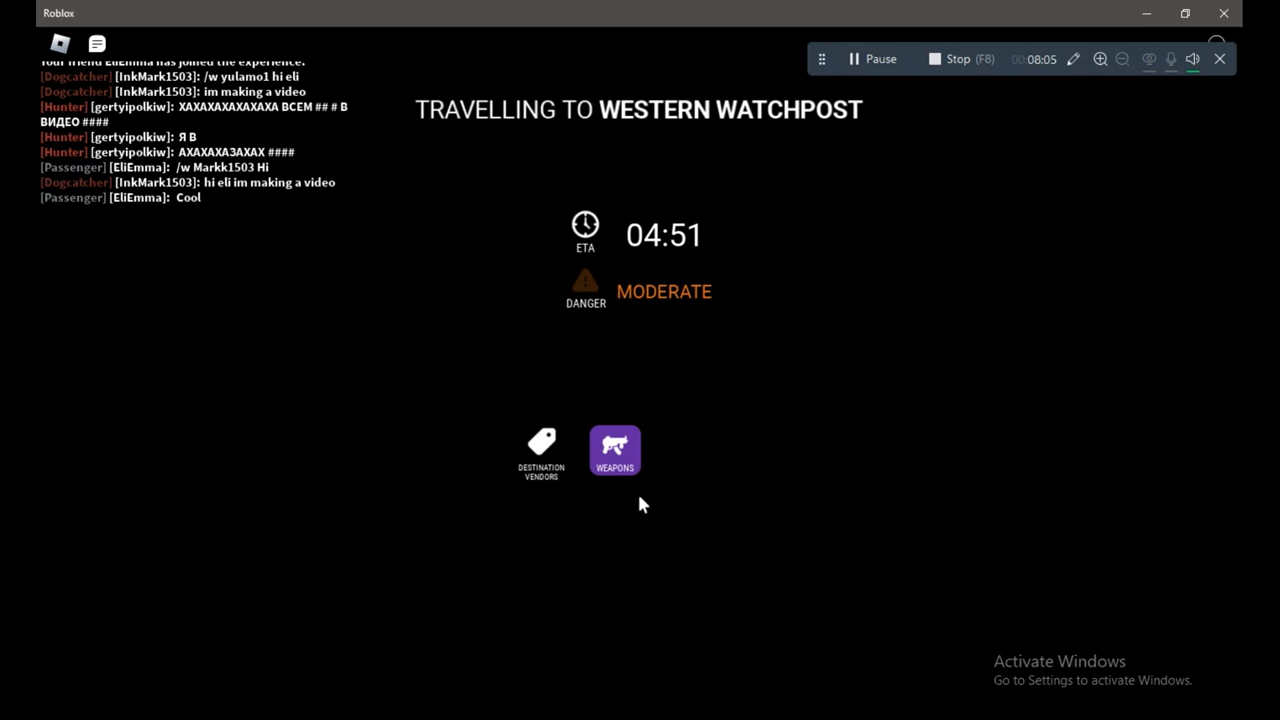 Roblox
Pause
Stop (F8)
00:08:05
Your friend EliEmma has joined the experience.
[Dogcatcher] [InkMark1503]: /w yulamo1 hi eli
[Dogcatcher] [InkMark1503]: im making a video
[Hunter] [gertyipolkiw]: ХАХАХАХАХАХАХА ВСЕМ ## # В
ВИДЕО ####
[Hunter] [gertyipolkiw]: Я В
[Hunter] [gertyipolkiw]: АХАХАХАЗАХАХ ####
[Passenger] [EliEmma]: /w Markk1503 Hi
[Dogcatcher] [InkMark1503]: hi eli im making a video
[Passenger] [EliEmma]: Cool
TRAVELLING TO WESTERN WATCHPOST
ETA
04:51
DANGER
MODERATE
DESTINATION
VENDORS
WEAPONS
Activate Windows
Go to Settings to activate Windows.